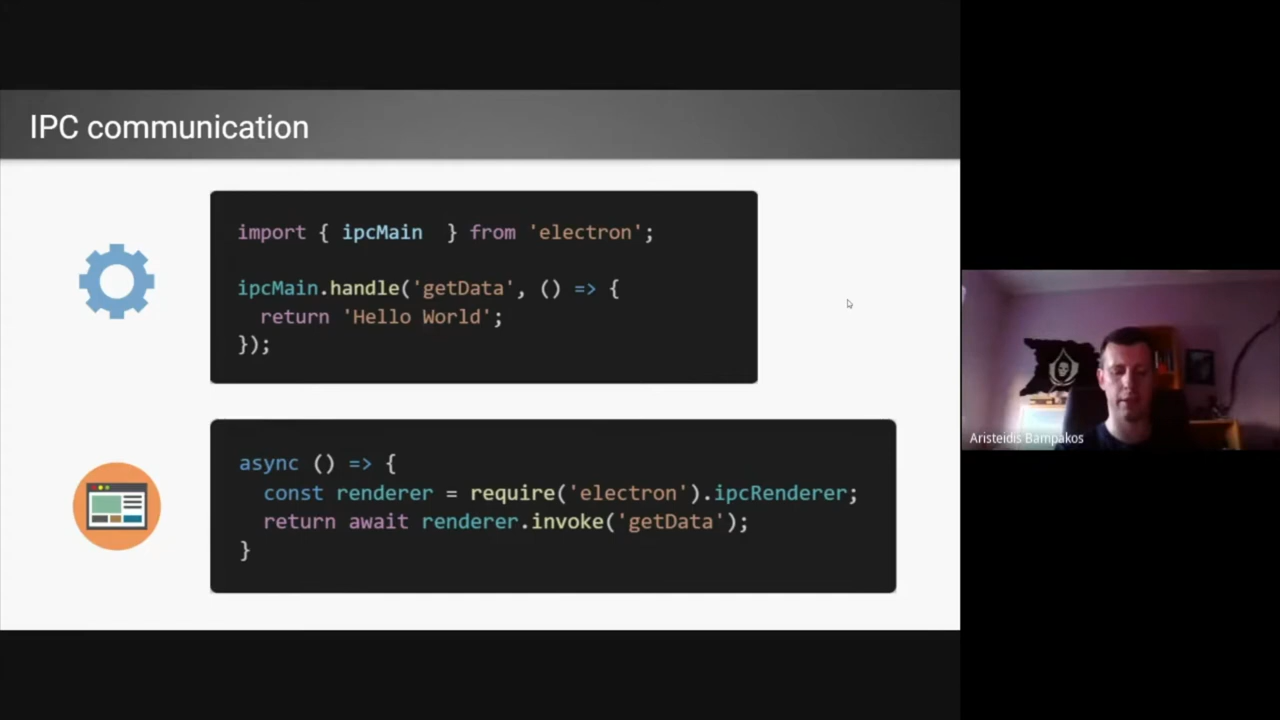 IPC communication
import { ipcMain  } from 'electron';
ipcMain.handle('getData', () => {
  return 'Hello World';
});
async () => {
  const renderer = require('electron').ipcRenderer;
  return await renderer.invoke('getData');
}
Aristeidis Bampakos